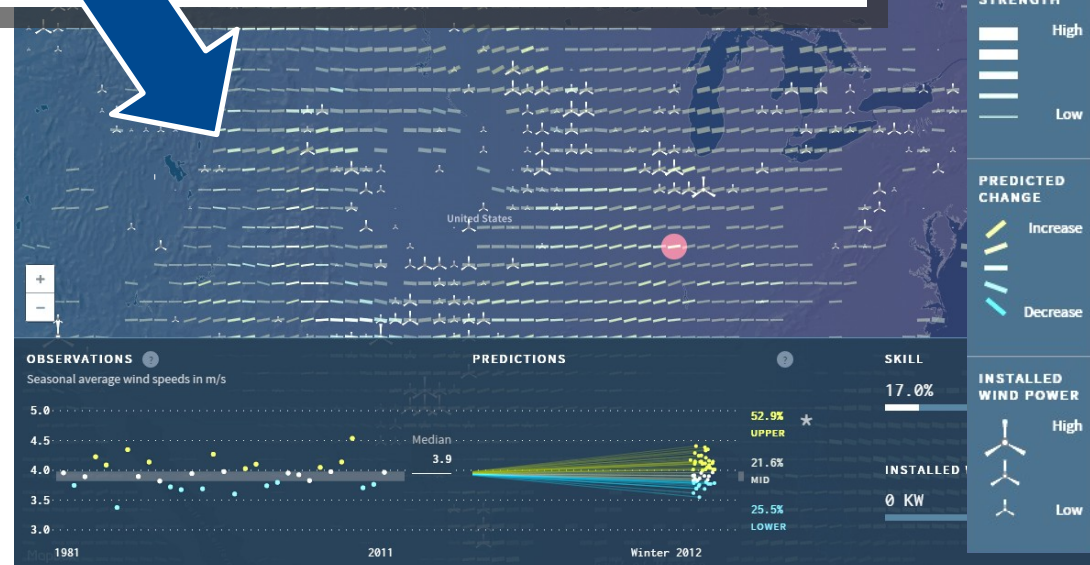 STRENGTH
High
Low
PREDICTED
CHANGE
Increase
Decrease
INSTALLED
WIND POWER
High
Low
United States
+
−
OBSERVATIONS ?
Seasonal average wind speeds in m/s
5.0
4.5
4.0
3.5
3.0
1981
2011
Median
3.9
PREDICTIONS
?
52.9% *
UPPER
21.6%
MID
25.5%
LOWER
Winter 2012
SKILL
17.0%
INSTALLED
0 KW